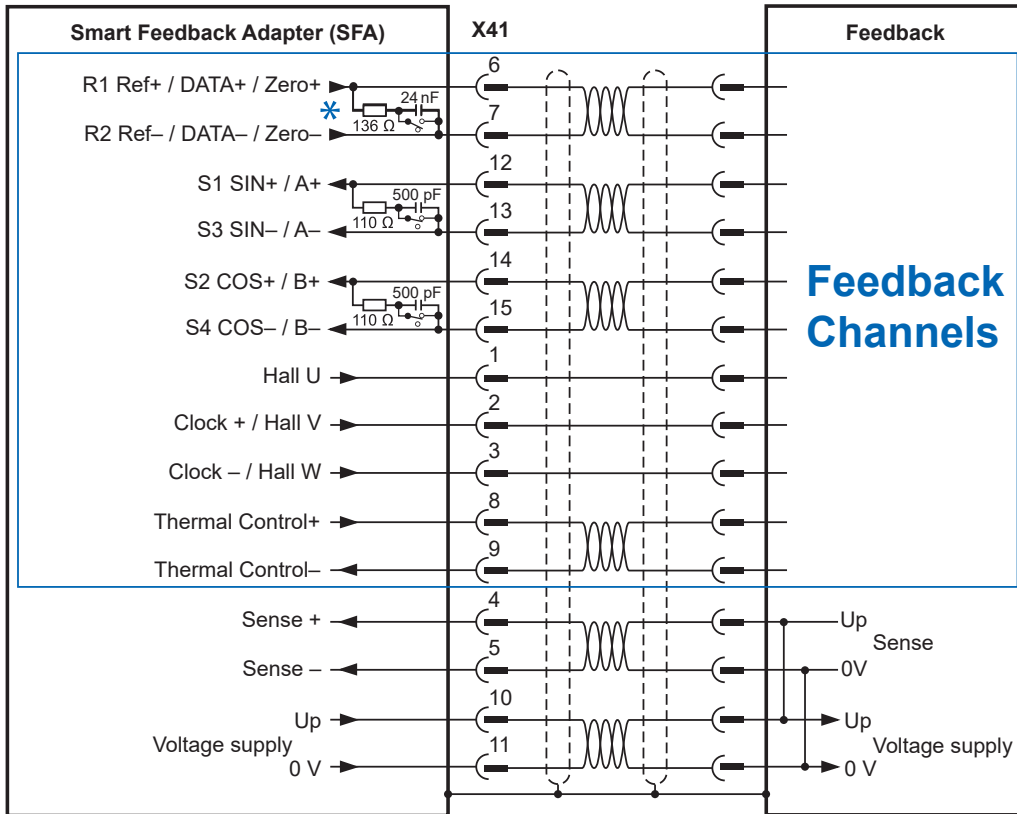 Smart Feedback Adapter (SFA) X41 Feedback
R1 Ref+ / DATA+ / Zero+ 6
* 136 Ω 24 nF
R2 Ref– / DATA– / Zero– 7
S1 SIN+ / A+ 12
110 Ω 500 pF
S3 SIN– / A– 13
S2 COS+ / B+ 14
110 Ω 500 pF
S4 COS– / B– 15
Feedback
Channels
Hall U 1
Clock + / Hall V 2
Clock – / Hall W 3
Thermal Control+ 8
Thermal Control– 9
Sense + 4 Up
Sense
Sense – 5 0V
Up 10 Up
Voltage supply Voltage supply
0 V 11 0 V